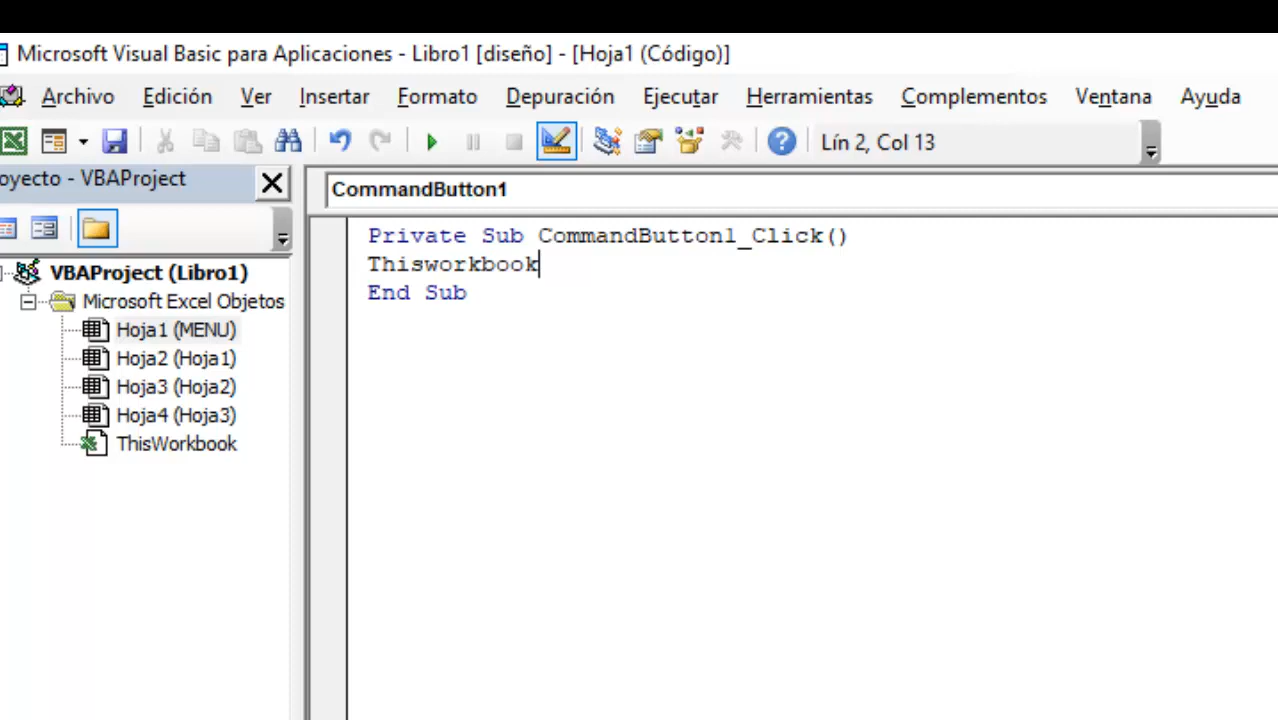 Microsoft Visual Basic para Aplicaciones - Libro1 [diseño] - [Hoja1 (Código)]
Archivo Edición Ver Insertar Formato Depuración Ejecutar Herramientas Complementos Ventana Ayuda
Lín 2, Col 13
oyecto - VBAProject
CommandButton1
Private Sub CommandButton1_Click()
Thisworkbook
End Sub
VBAProject (Libro1)
Microsoft Excel Objetos
Hoja1 (MENU)
Hoja2 (Hoja1)
Hoja3 (Hoja2)
Hoja4 (Hoja3)
ThisWorkbook